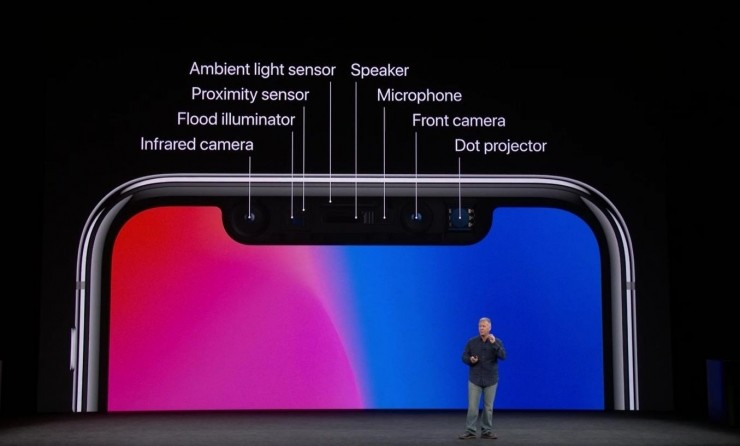 Ambient light sensor Speaker
Proximity sensor Microphone
Flood illuminator Front camera
Infrared camera Dot projector